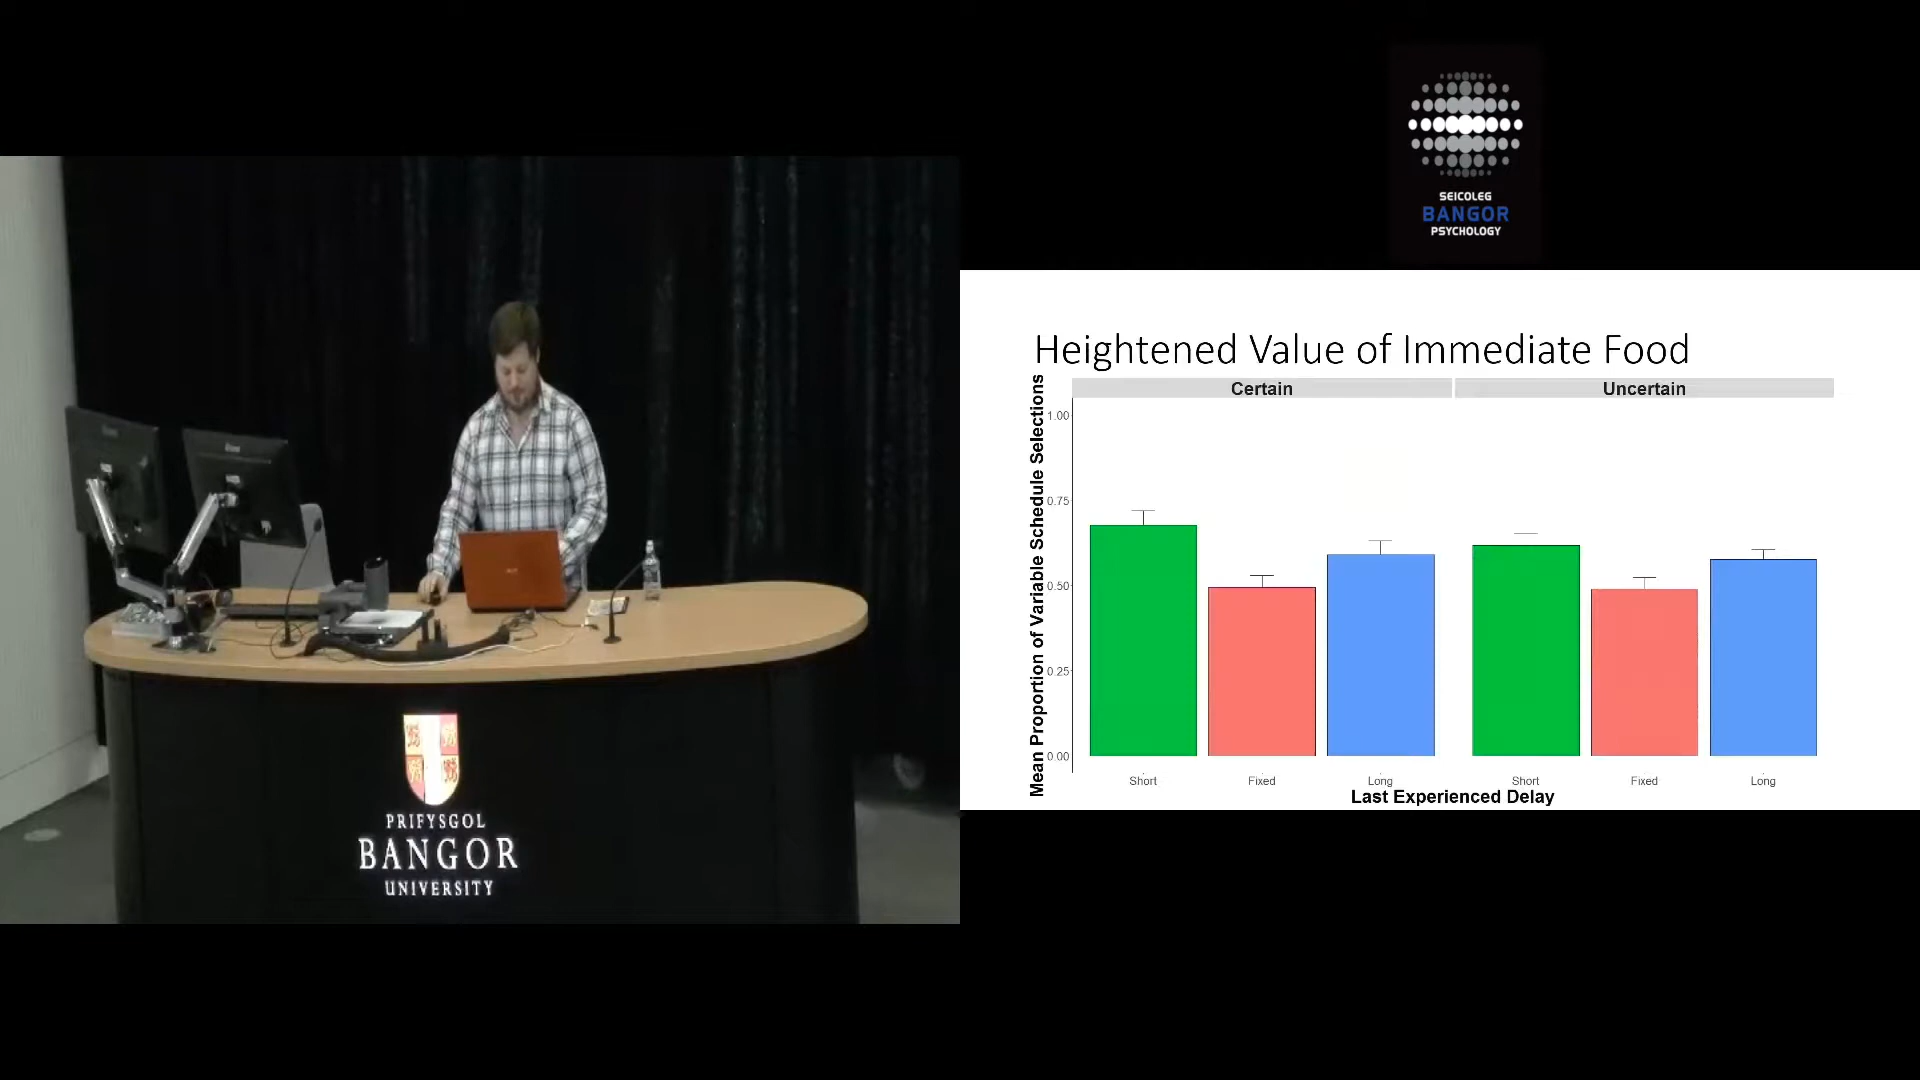 SEICOLEG
BANGOR
PSYCHOLOGY
Heightened Value of Immediate Food
Certain
Uncertain
Mean Proportion of Variable Schedule Selections
1.00
0.75
0.50
0.25
0.00
Short
Fixed
Long
Short
Fixed
Long
Last Experienced Delay
PRIFYSGOL
BANGOR
UNIVERSITY